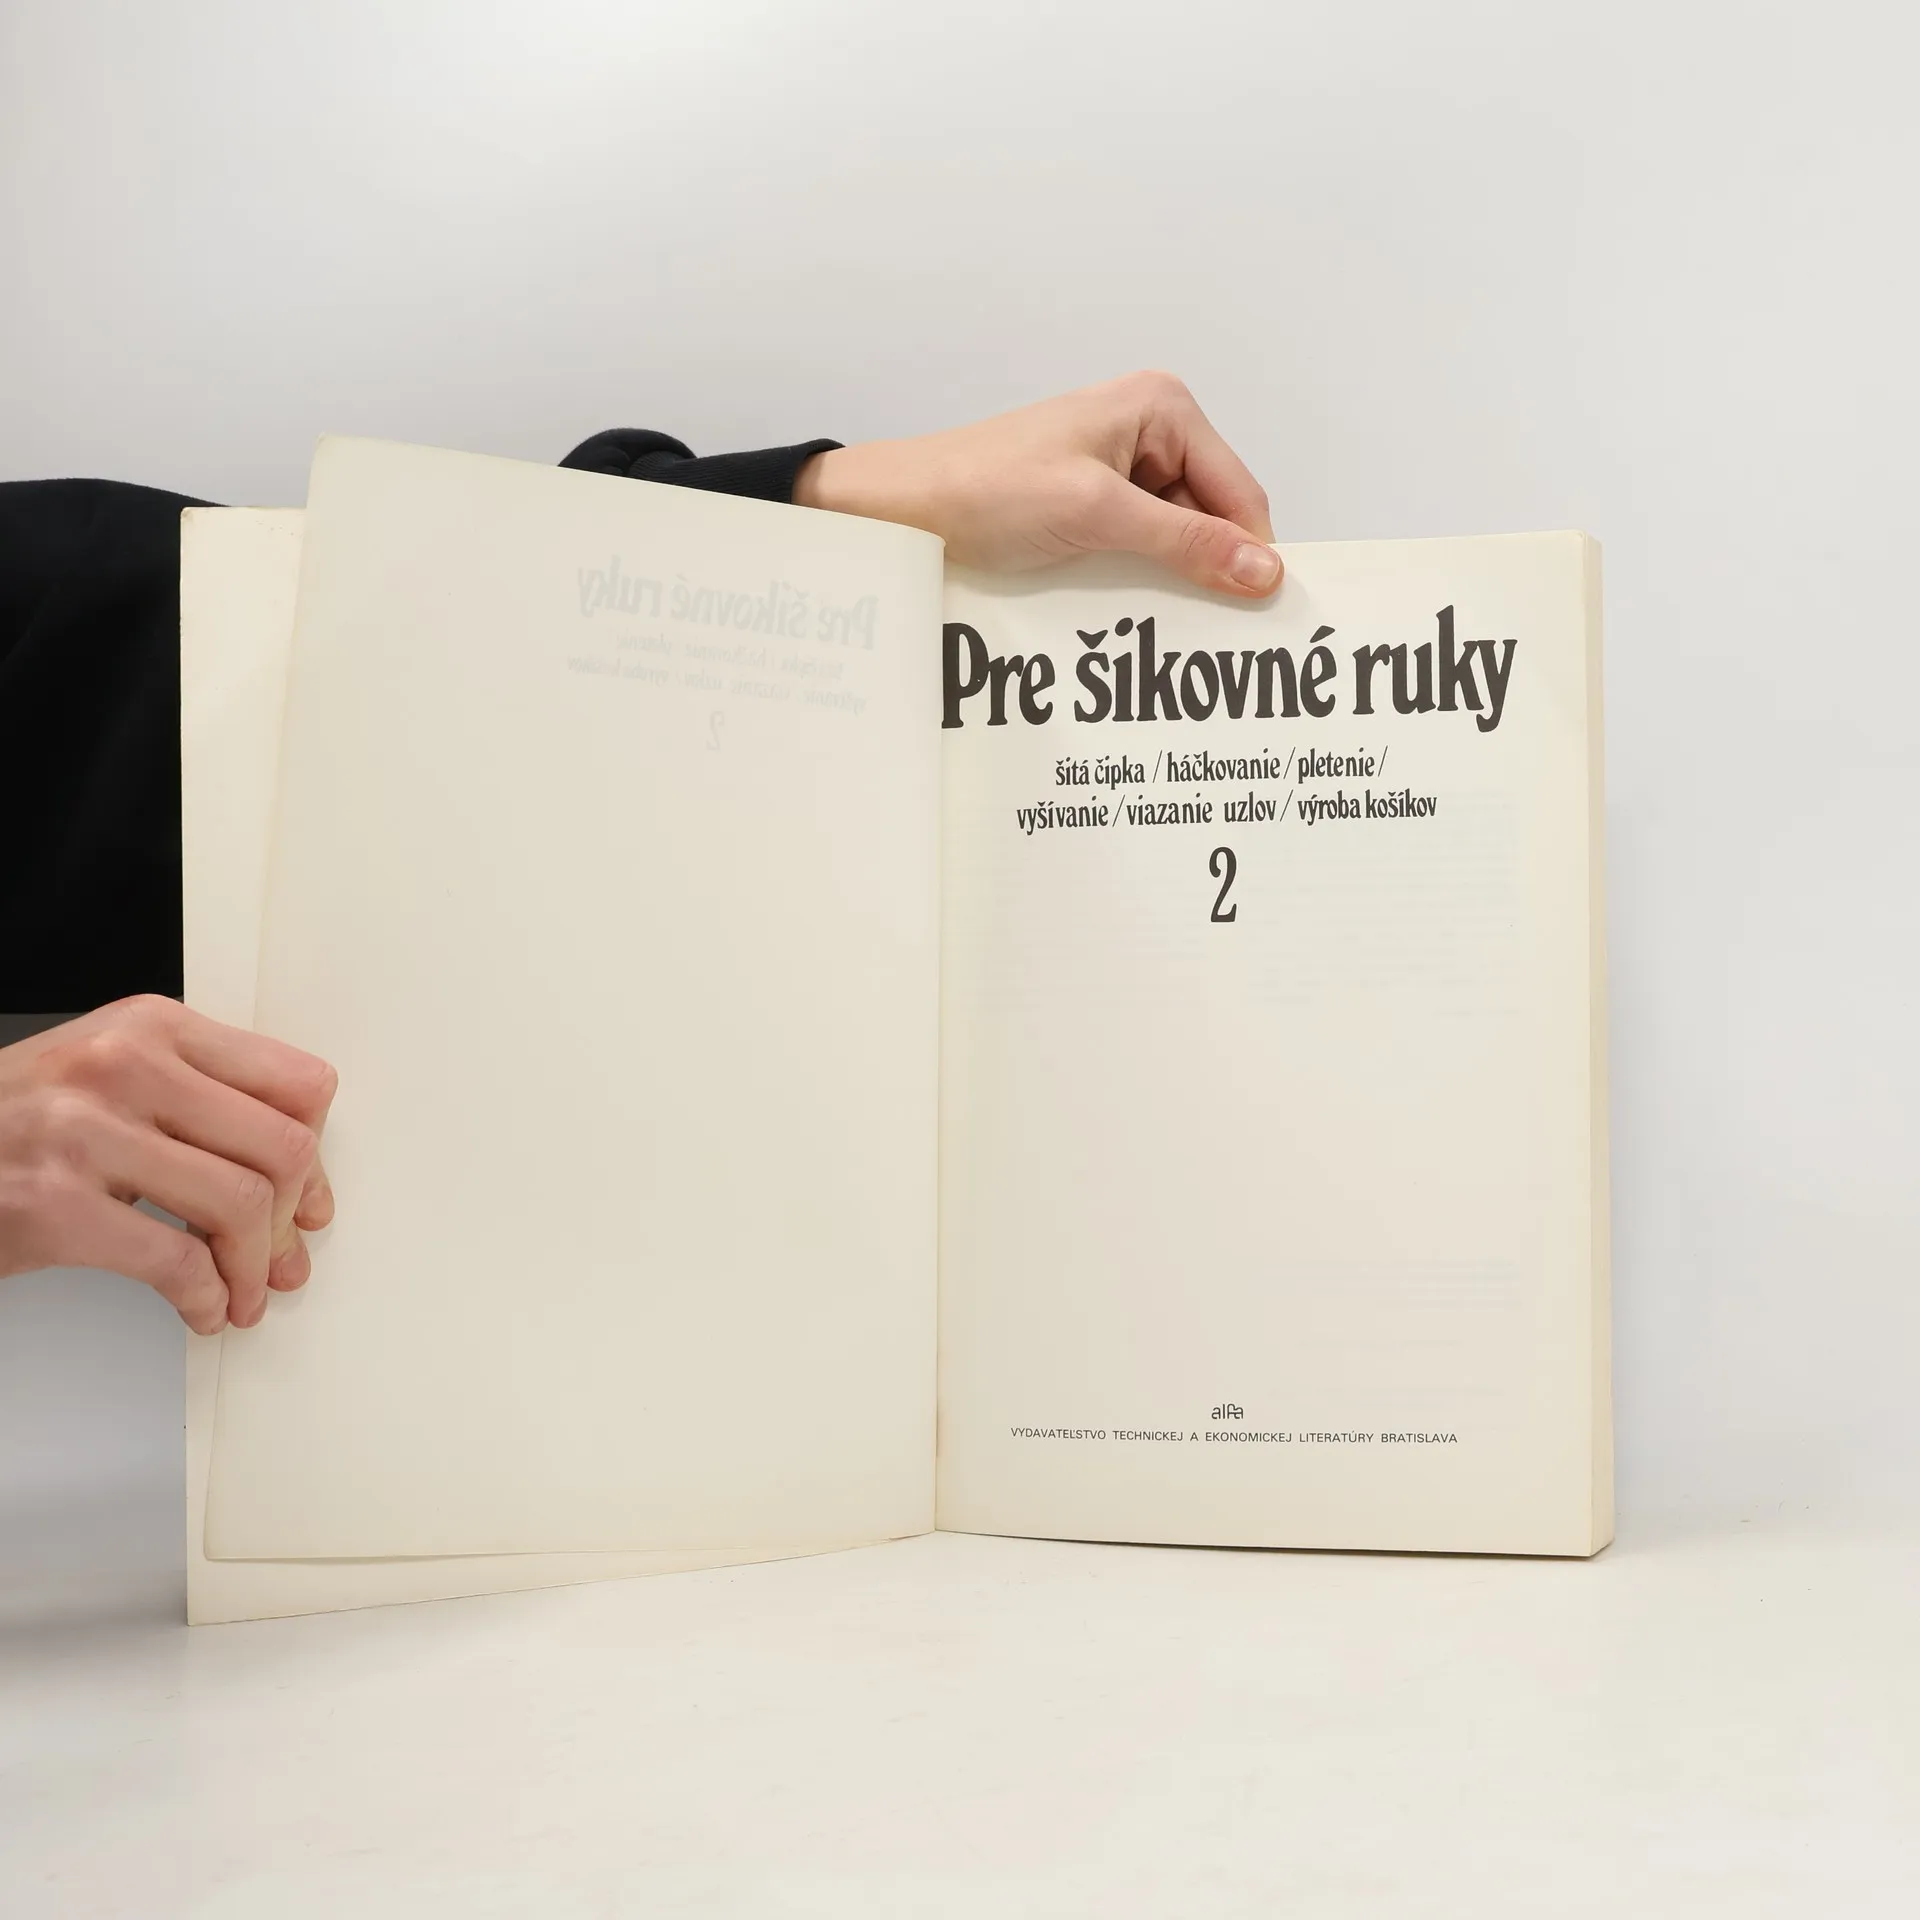 Pre šikovné ruky
šitá čipka / háčkovanie / pletenie /
vyšívanie / viazanie uzlov / výroba košíkov
2
alfa
VYDAVATEĽSTVO TECHNICKEJ A EKONOMICKEJ LITERATÚRY BRATISLAVA